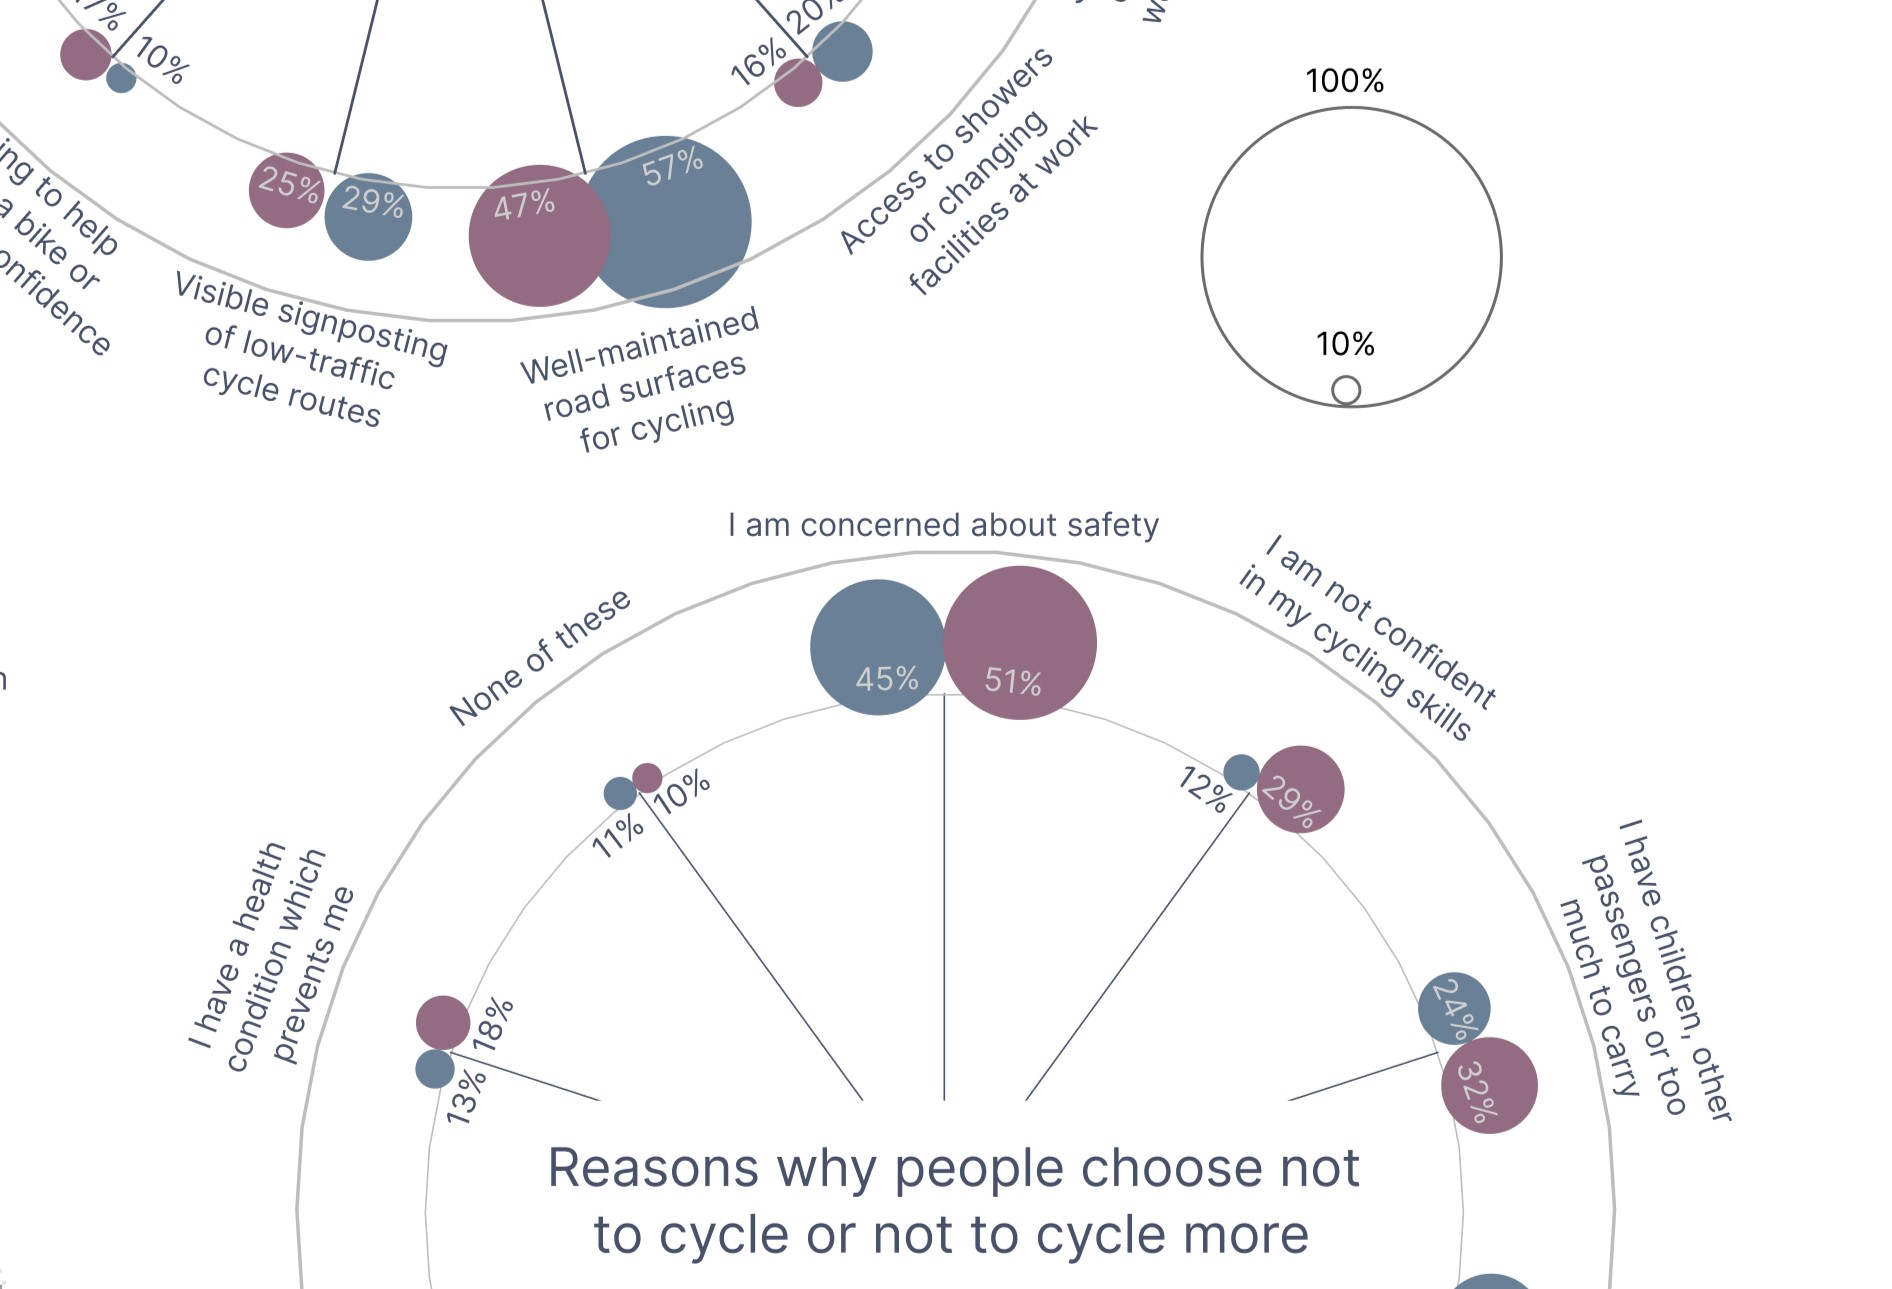 10%
16%
20%
100%
25%
29%
47%
57%
10%
to help
a bike or
Visible signposting
of low-traffic
cycle routes
Well-maintained
road surfaces
for cycling
Access to showers
or changing
facilities at work
I am concerned about safety
45%
51%
None of these
11%
10%
I am not confident
in my cycling skills
12%
29%
I have a health
condition which
prevents me
18%
13%
I have children, other
passengers or too
much to carry
24%
32%
Reasons why people choose not
to cycle or not to cycle more